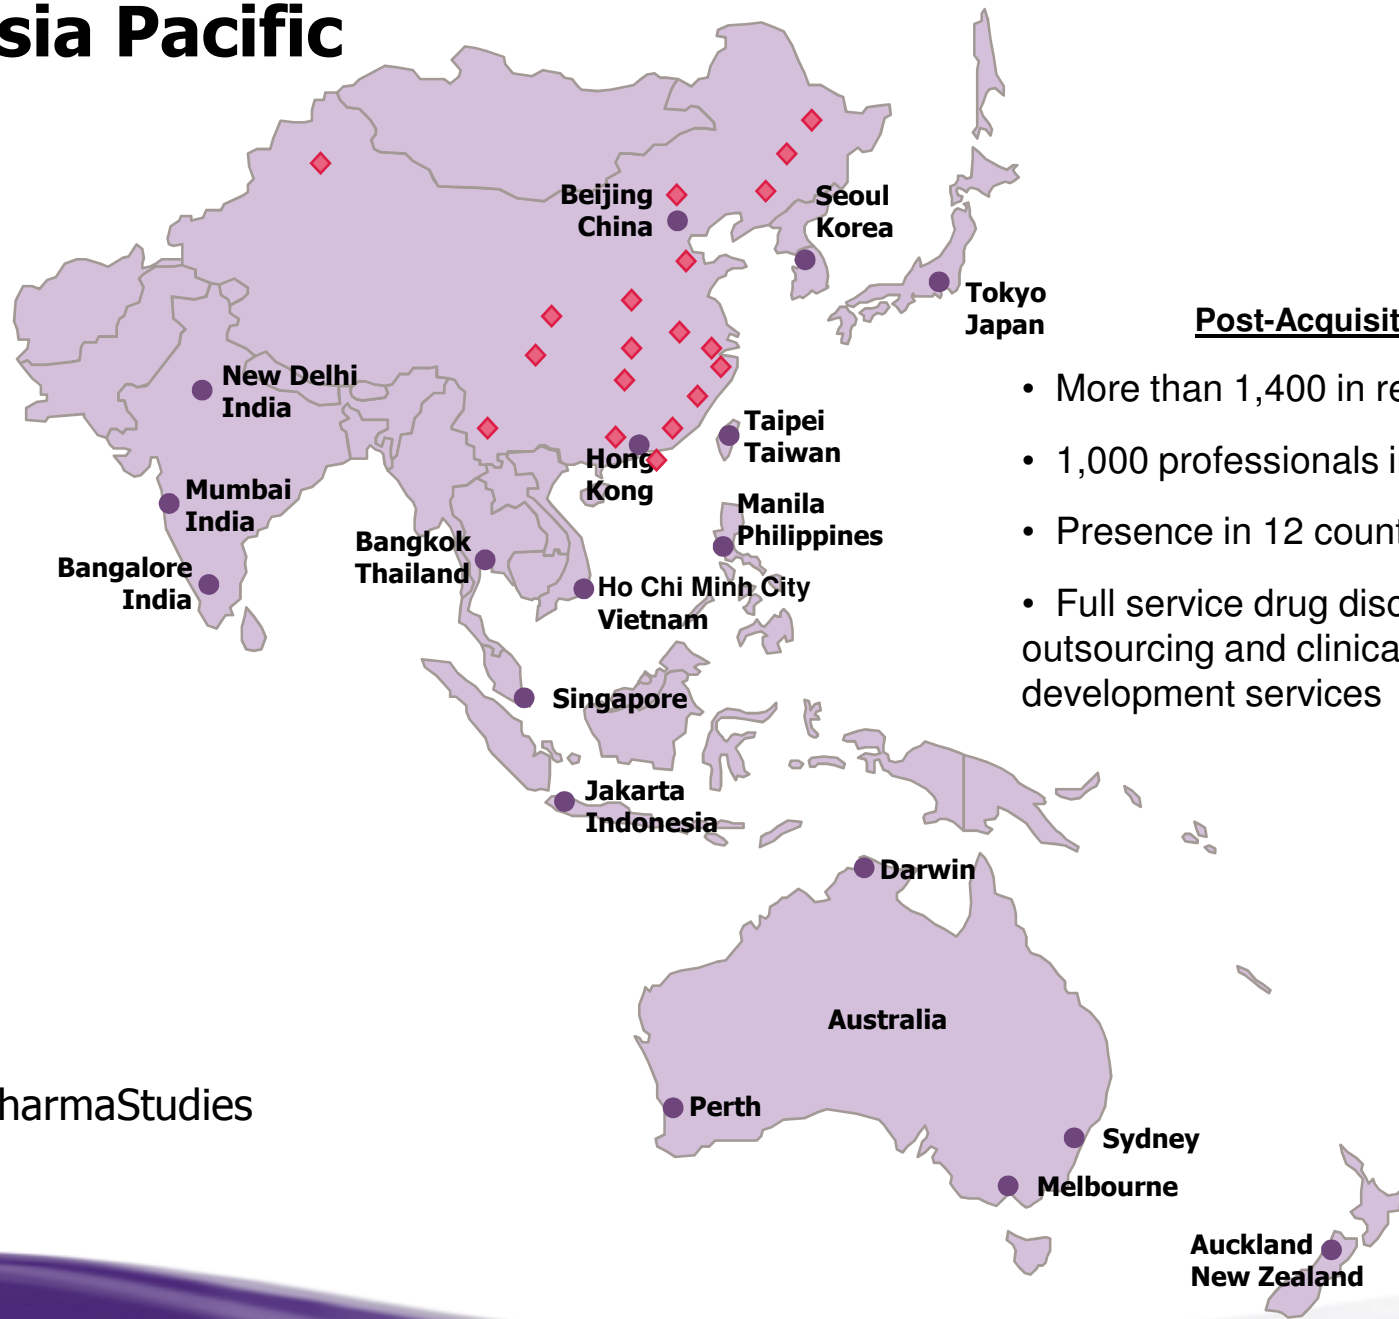 sia Pacific
Beijing
China
Seoul
Korea
Tokyo
Japan
Post-Acquisit
New Delhi
India
• More than 1,400 in re
Taipei
Taiwan
Hong
Kong
• 1,000 professionals i
Mumbai
India
Manila
Philippines
Bangkok
Thailand
• Presence in 12 count
Bangalore
India
Ho Chi Minh City
Vietnam
• Full service drug disc
outsourcing and clinica
development services
Singapore
Jakarta
Indonesia
Darwin
Australia
harmaStudies
Perth
Sydney
Melbourne
Auckland
New Zealand